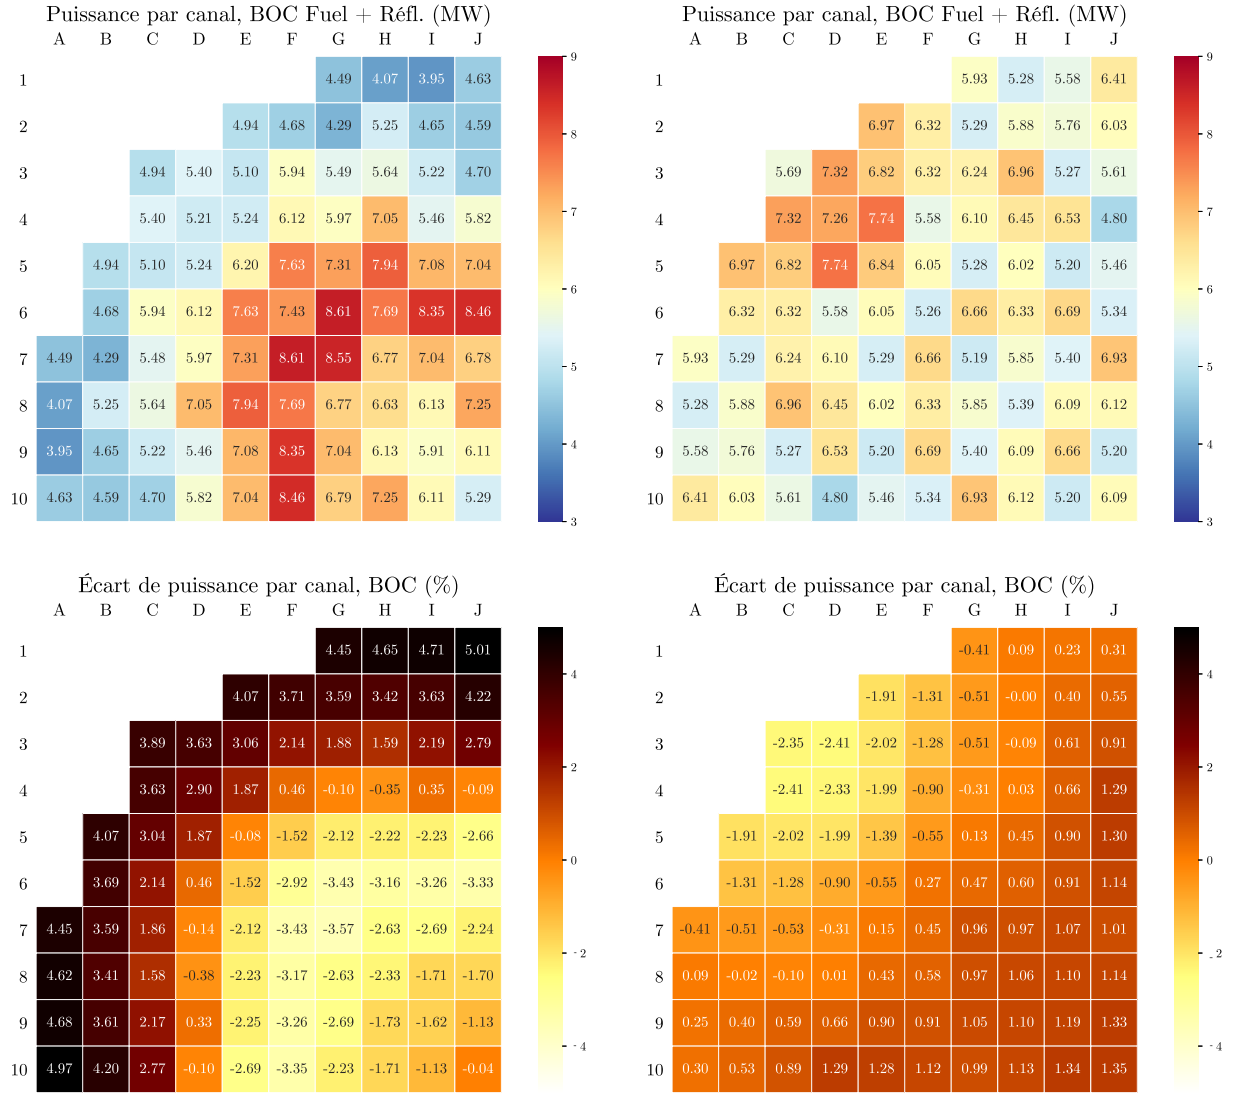 Puissance par canal, BOC Fuel + Réfl. (MW)
A B C D E F G H I J
1 4.49 4.07 3.95 4.63
2 4.94 4.68 4.29 5.25 4.65 4.59
3 4.94 5.40 5.10 5.94 5.49 5.64 5.22 4.70
4 5.40 5.21 5.24 6.12 5.97 7.05 5.46 5.82
5 4.94 5.10 5.24 6.20 7.63 7.31 7.94 7.08 7.04
6 4.68 5.94 6.12 7.63 7.43 8.61 7.69 8.35 8.46
7 4.49 4.29 5.48 5.97 7.31 8.61 8.55 6.77 7.04 6.78
8 4.07 5.25 5.64 7.05 7.94 7.69 6.77 6.63 6.13 7.25
9 3.95 4.65 5.22 5.46 7.08 8.35 7.04 6.13 5.91 6.11
10 4.63 4.59 4.70 5.82 7.04 8.46 6.79 7.25 6.11 5.29
9
8
7
6
5
4
3
Puissance par canal, BOC Fuel + Réfl. (MW)
A B C D E F G H I J
1 5.93 5.28 5.58 6.41
2 6.97 6.32 5.29 5.88 5.76 6.03
3 5.69 7.32 6.82 6.32 6.24 6.96 5.27 5.61
4 7.32 7.26 7.74 5.58 6.10 6.45 6.53 4.80
5 6.97 6.82 7.74 6.84 6.05 5.28 6.02 5.20 5.46
6 6.32 6.32 5.58 6.05 5.26 6.66 6.33 6.69 5.34
7 5.93 5.29 6.24 6.10 5.29 6.66 5.19 5.85 5.40 6.93
8 5.28 5.88 6.96 6.45 6.02 6.33 5.85 5.39 6.09 6.12
9 5.58 5.76 5.27 6.53 5.20 6.69 5.40 6.09 6.66 5.20
10 6.41 6.03 5.61 4.80 5.46 5.34 6.93 6.12 5.20 6.09
9
8
7
6
5
4
3
Écart de puissance par canal, BOC (%)
A B C D E F G H I J
1 4.45 4.65 4.71 5.01
2 4.07 3.71 3.59 3.42 3.63 4.22
3 3.89 3.63 3.06 2.14 1.88 1.59 2.19 2.79
4 3.63 2.90 1.87 0.46 -0.10 -0.35 0.35 -0.09
5 4.07 3.04 1.87 -0.08 -1.52 -2.12 -2.22 -2.23 -2.66
6 3.69 2.14 0.46 -1.52 -2.92 -3.43 -3.16 -3.26 -3.33
7 4.45 3.59 1.86 -0.14 -2.12 -3.43 -3.57 -2.63 -2.69 -2.24
8 4.62 3.41 1.58 -0.38 -2.23 -3.17 -2.63 -2.33 -1.71 -1.70
9 4.68 3.61 2.17 0.33 -2.25 -3.26 -2.69 -1.73 -1.62 -1.13
10 4.97 4.20 2.77 -0.10 -2.69 -3.35 -2.23 -1.71 -1.13 -0.04
4
2
0
-2
-4
Écart de puissance par canal, BOC (%)
A B C D E F G H I J
1 -0.41 0.09 0.23 0.31
2 -1.91 -1.31 -0.51 -0.00 0.40 0.55
3 -2.35 -2.41 -2.02 -1.28 -0.51 -0.09 0.61 0.91
4 -2.41 -2.33 -1.99 -0.90 -0.31 0.03 0.66 1.29
5 -1.91 -2.02 -1.99 -1.39 -0.55 0.13 0.45 0.90 1.30
6 -1.31 -1.28 -0.90 -0.55 0.27 0.47 0.60 0.91 1.14
7 -0.41 -0.51 -0.53 -0.31 0.15 0.45 0.96 0.97 1.07 1.01
8 0.09 -0.02 -0.10 0.01 0.43 0.58 0.97 1.06 1.10 1.14
9 0.25 0.40 0.59 0.66 0.90 0.91 1.05 1.10 1.19 1.33
10 0.30 0.53 0.89 1.29 1.28 1.12 0.99 1.13 1.34 1.35
4
2
0
-2
-4